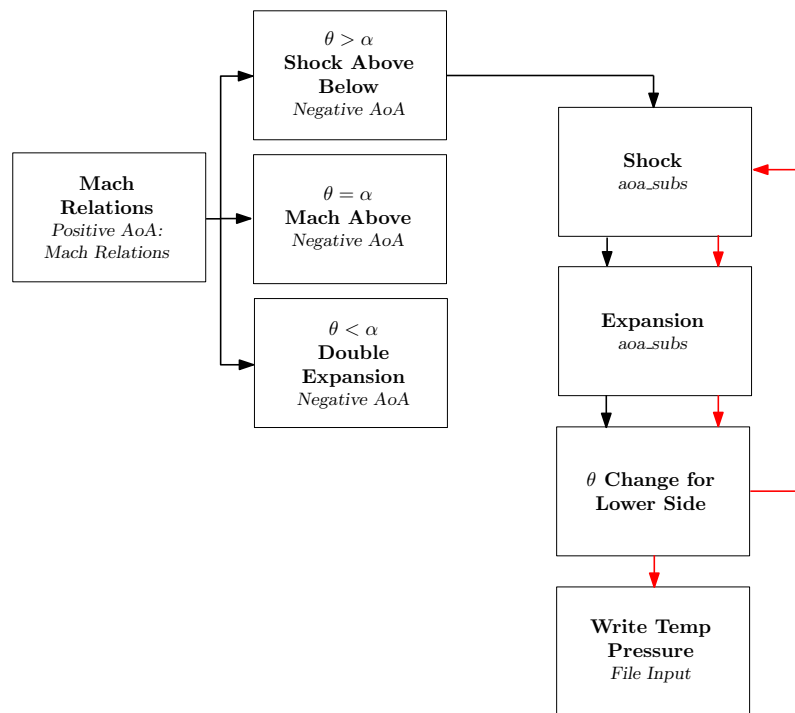 Mach
Relations
Positive AoA:
Mach Relations
θ > α
Shock Above
Below
Negative AoA
θ = α
Mach Above
Negative AoA
θ < α
Double
Expansion
Negative AoA
Shock
aoa_subs
Expansion
aoa_subs
θ Change for
Lower Side
Write Temp
Pressure
File Input